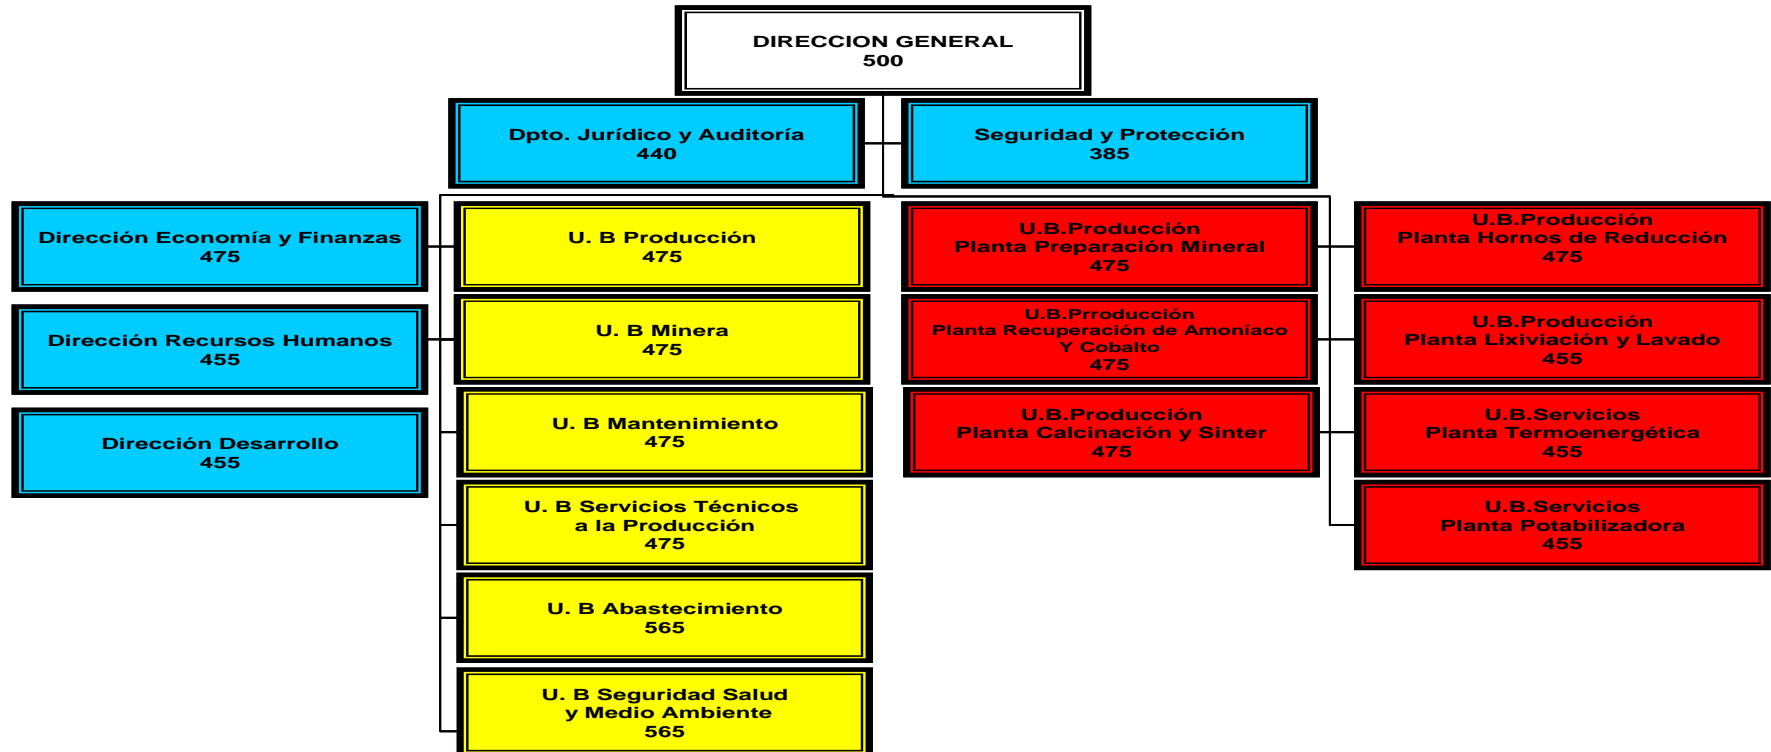 DIRECCION GENERAL
500
Dpto. Jurídico y Auditoría
440
Seguridad y Protección
385
Dirección Economía y Finanzas
475
U. B Producción
475
U.B.Producción
Planta Preparación Mineral
475
U.B.Producción
Planta Hornos de Reducción
475
Dirección Recursos Humanos
455
U. B Minera
475
U.B.Prroducción
Planta Recuperación de Amoníaco
Y Cobalto
475
U.B.Producción
Planta Lixiviación y Lavado
455
Dirección Desarrollo
455
U. B Mantenimiento
475
U.B.Producción
Planta Calcinación y Sinter
475
U.B.Servicios
Planta Termoenergética
455
U. B Servicios Técnicos
a la Producción
475
U.B.Servicios
Planta Potabilizadora
455
U. B Abastecimiento
565
U. B Seguridad Salud
y Medio Ambiente
565